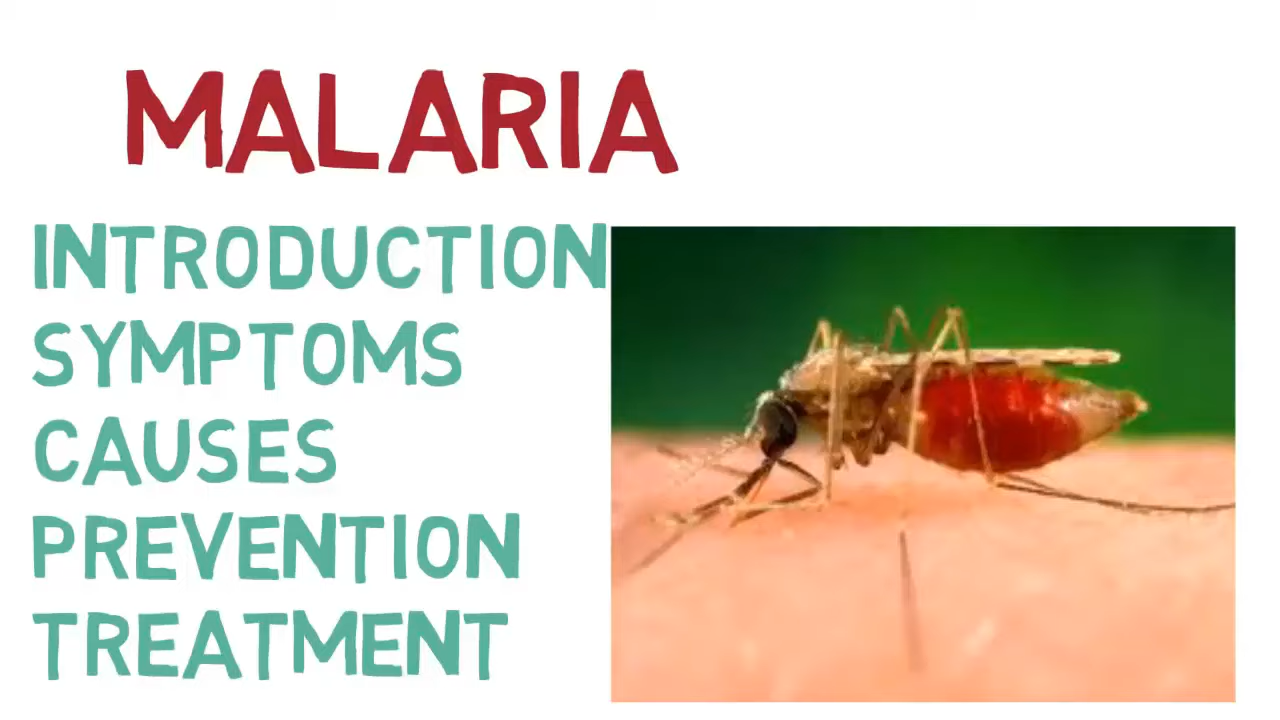 MALARIA
INTRODUCTION
SYMPTOMS
CAUSES
PREVENTION
TREATMENT